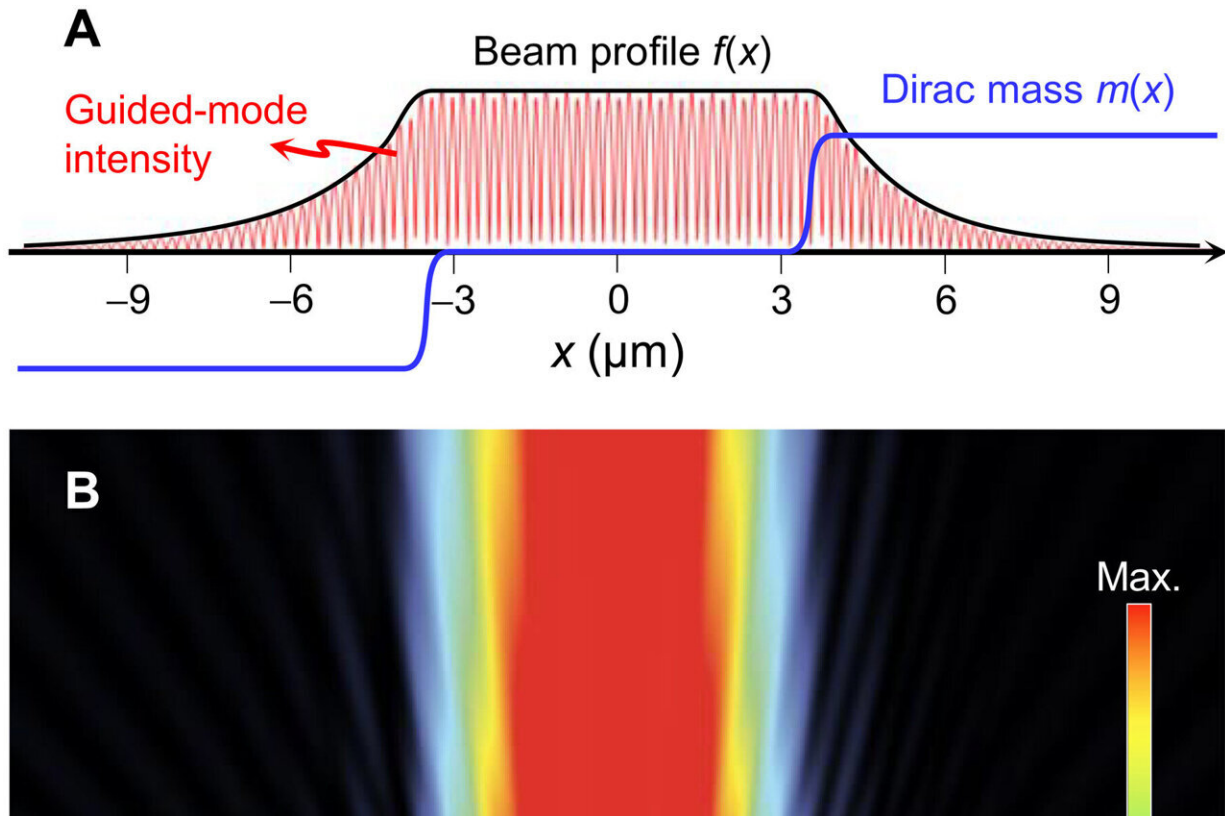 A
Beam profile f(x)
Dirac mass m(x)
Guided-mode
intensity
–9 –6 –3 0 3 6 9
x (μm)
B
Max.